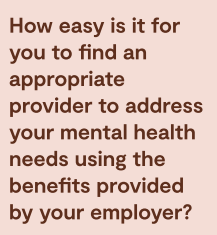 How easy is it for
you to find an
appropriate
provider to address
your mental health
needs using the
benefits provided
by your employer?